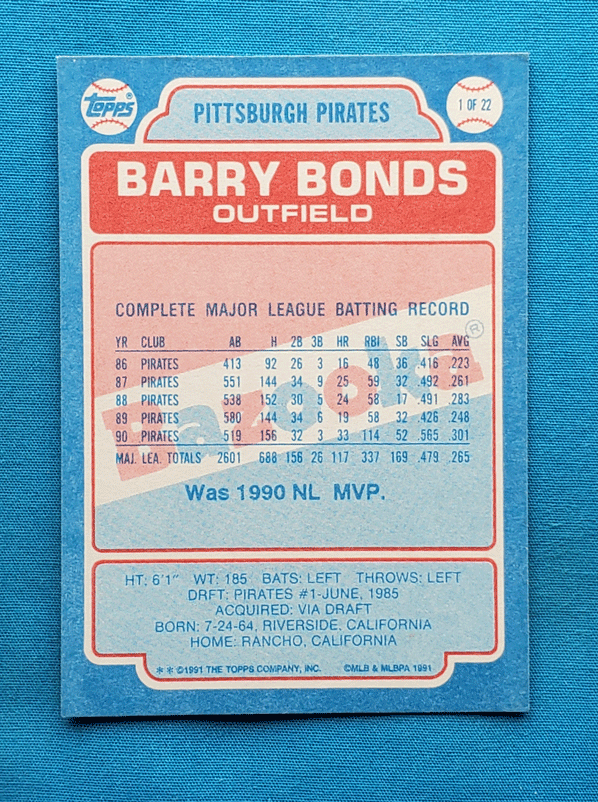 Topps®
PITTSBURGH PIRATES
1 OF 22
BARRY BONDS
OUTFIELD
COMPLETE MAJOR LEAGUE BATTING RECORD
YR CLUB AB H 2B 3B HR RBI SB SLG AVG
86 PIRATES 413 92 26 3 16 48 36 .416 .223
87 PIRATES 551 144 34 9 25 59 32 .492 .261
88 PIRATES 538 152 30 5 24 58 17 .491 .283
89 PIRATES 580 144 34 6 19 58 32 .426 .248
90 PIRATES 519 156 32 3 33 114 52 .565 .301
MAJ. LEA. TOTALS 2601 688 156 26 117 337 169 .479 .265
Bazooka®
Was 1990 NL MVP.
HT: 6'1" WT: 185 BATS: LEFT THROWS: LEFT
DRFT: PIRATES #1-JUNE, 1985
ACQUIRED: VIA DRAFT
BORN: 7-24-64, RIVERSIDE, CALIFORNIA
HOME: RANCHO, CALIFORNIA
* * ©1991 THE TOPPS COMPANY, INC. ©MLB & MLBPA 1991